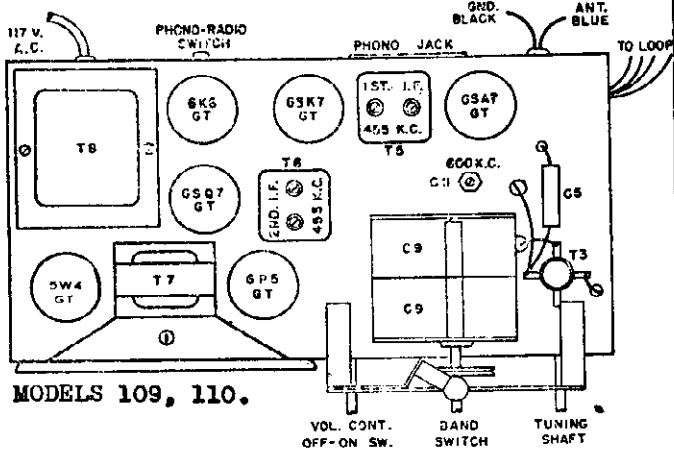 117 V.
A.C.
PHONO-RADIO
SWITCH
PHONO JACK
GND.
BLACK
ANT.
BLUE
TO LOOP
T8
6K6
GT
6SK7
GT
1ST. I.F.
455 K.C.
T5
6SA7
GT
T6
2ND. I.F.
455 K.C.
600 K.C.
C11
C5
6SQ7
GT
C9
C9
T3
5W4
GT
T7
6P5
GT
MODELS 109, 110.
VOL. CONT.
OFF-ON SW.
BAND
SWITCH
TUNING
SHAFT